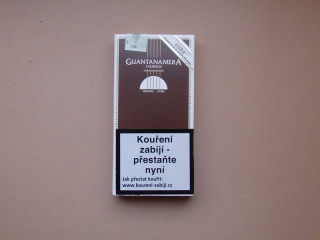 GUANTANAMERA
Kouření
zabíjí -
přestaňte
nyní
Jak přestat kouřit:
www.koureni-zabiji.cz